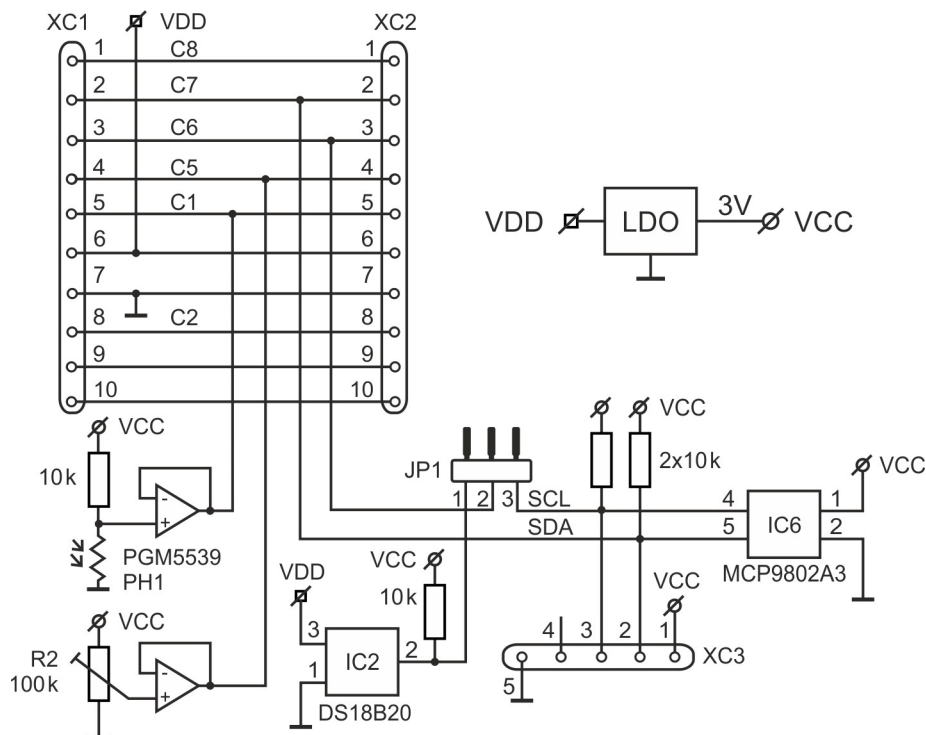 XC1
VDD
XC2
1 C8 1
2 C7 2
3 C6 3
4 C5 4
5 C1 5
6 6
7 7
8 C2 8
9 9
10 10
VDD
LDO
3V
VCC
VCC
10k
-
+
PGM5539
PH1
VCC
R2
100k
-
+
JP1
1 2 3
SCL
SDA
VCC
2x10k
4
5
IC6
1
2
VCC
MCP9802A3
VDD
3
1
IC2
2
DS18B20
VCC
10k
VCC
4 3 2 1
XC3
5